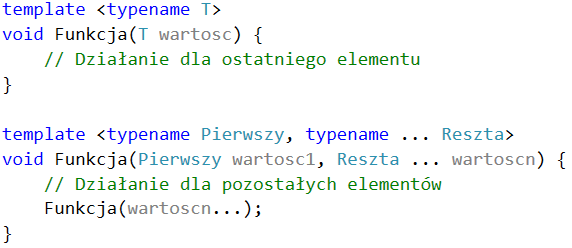 template <typename T>
void Funkcja(T wartosc) {
    // Działanie dla ostatniego elementu
}

template <typename Pierwszy, typename ... Reszta>
void Funkcja(Pierwszy wartosc1, Reszta ... wartoscn) {
    // Działanie dla pozostałych elementów
    Funkcja(wartoscn...);
}